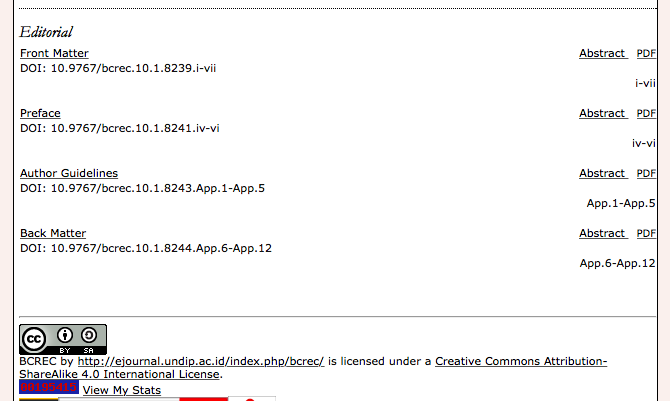 Editorial
Front Matter Abstract PDF
DOI: 10.9767/bcrec.10.1.8239.i-vii
i-vii
Preface Abstract PDF
DOI: 10.9767/bcrec.10.1.8241.iv-vi
iv-vi
Author Guidelines Abstract PDF
DOI: 10.9767/bcrec.10.1.8243.App.1-App.5
App.1-App.5
Back Matter Abstract PDF
DOI: 10.9767/bcrec.10.1.8244.App.6-App.12
App.6-App.12
cc BY SA
BCREC by http://ejournal.undip.ac.id/index.php/bcrec/ is licensed under a Creative Commons Attribution-
ShareAlike 4.0 International License.
View My Stats